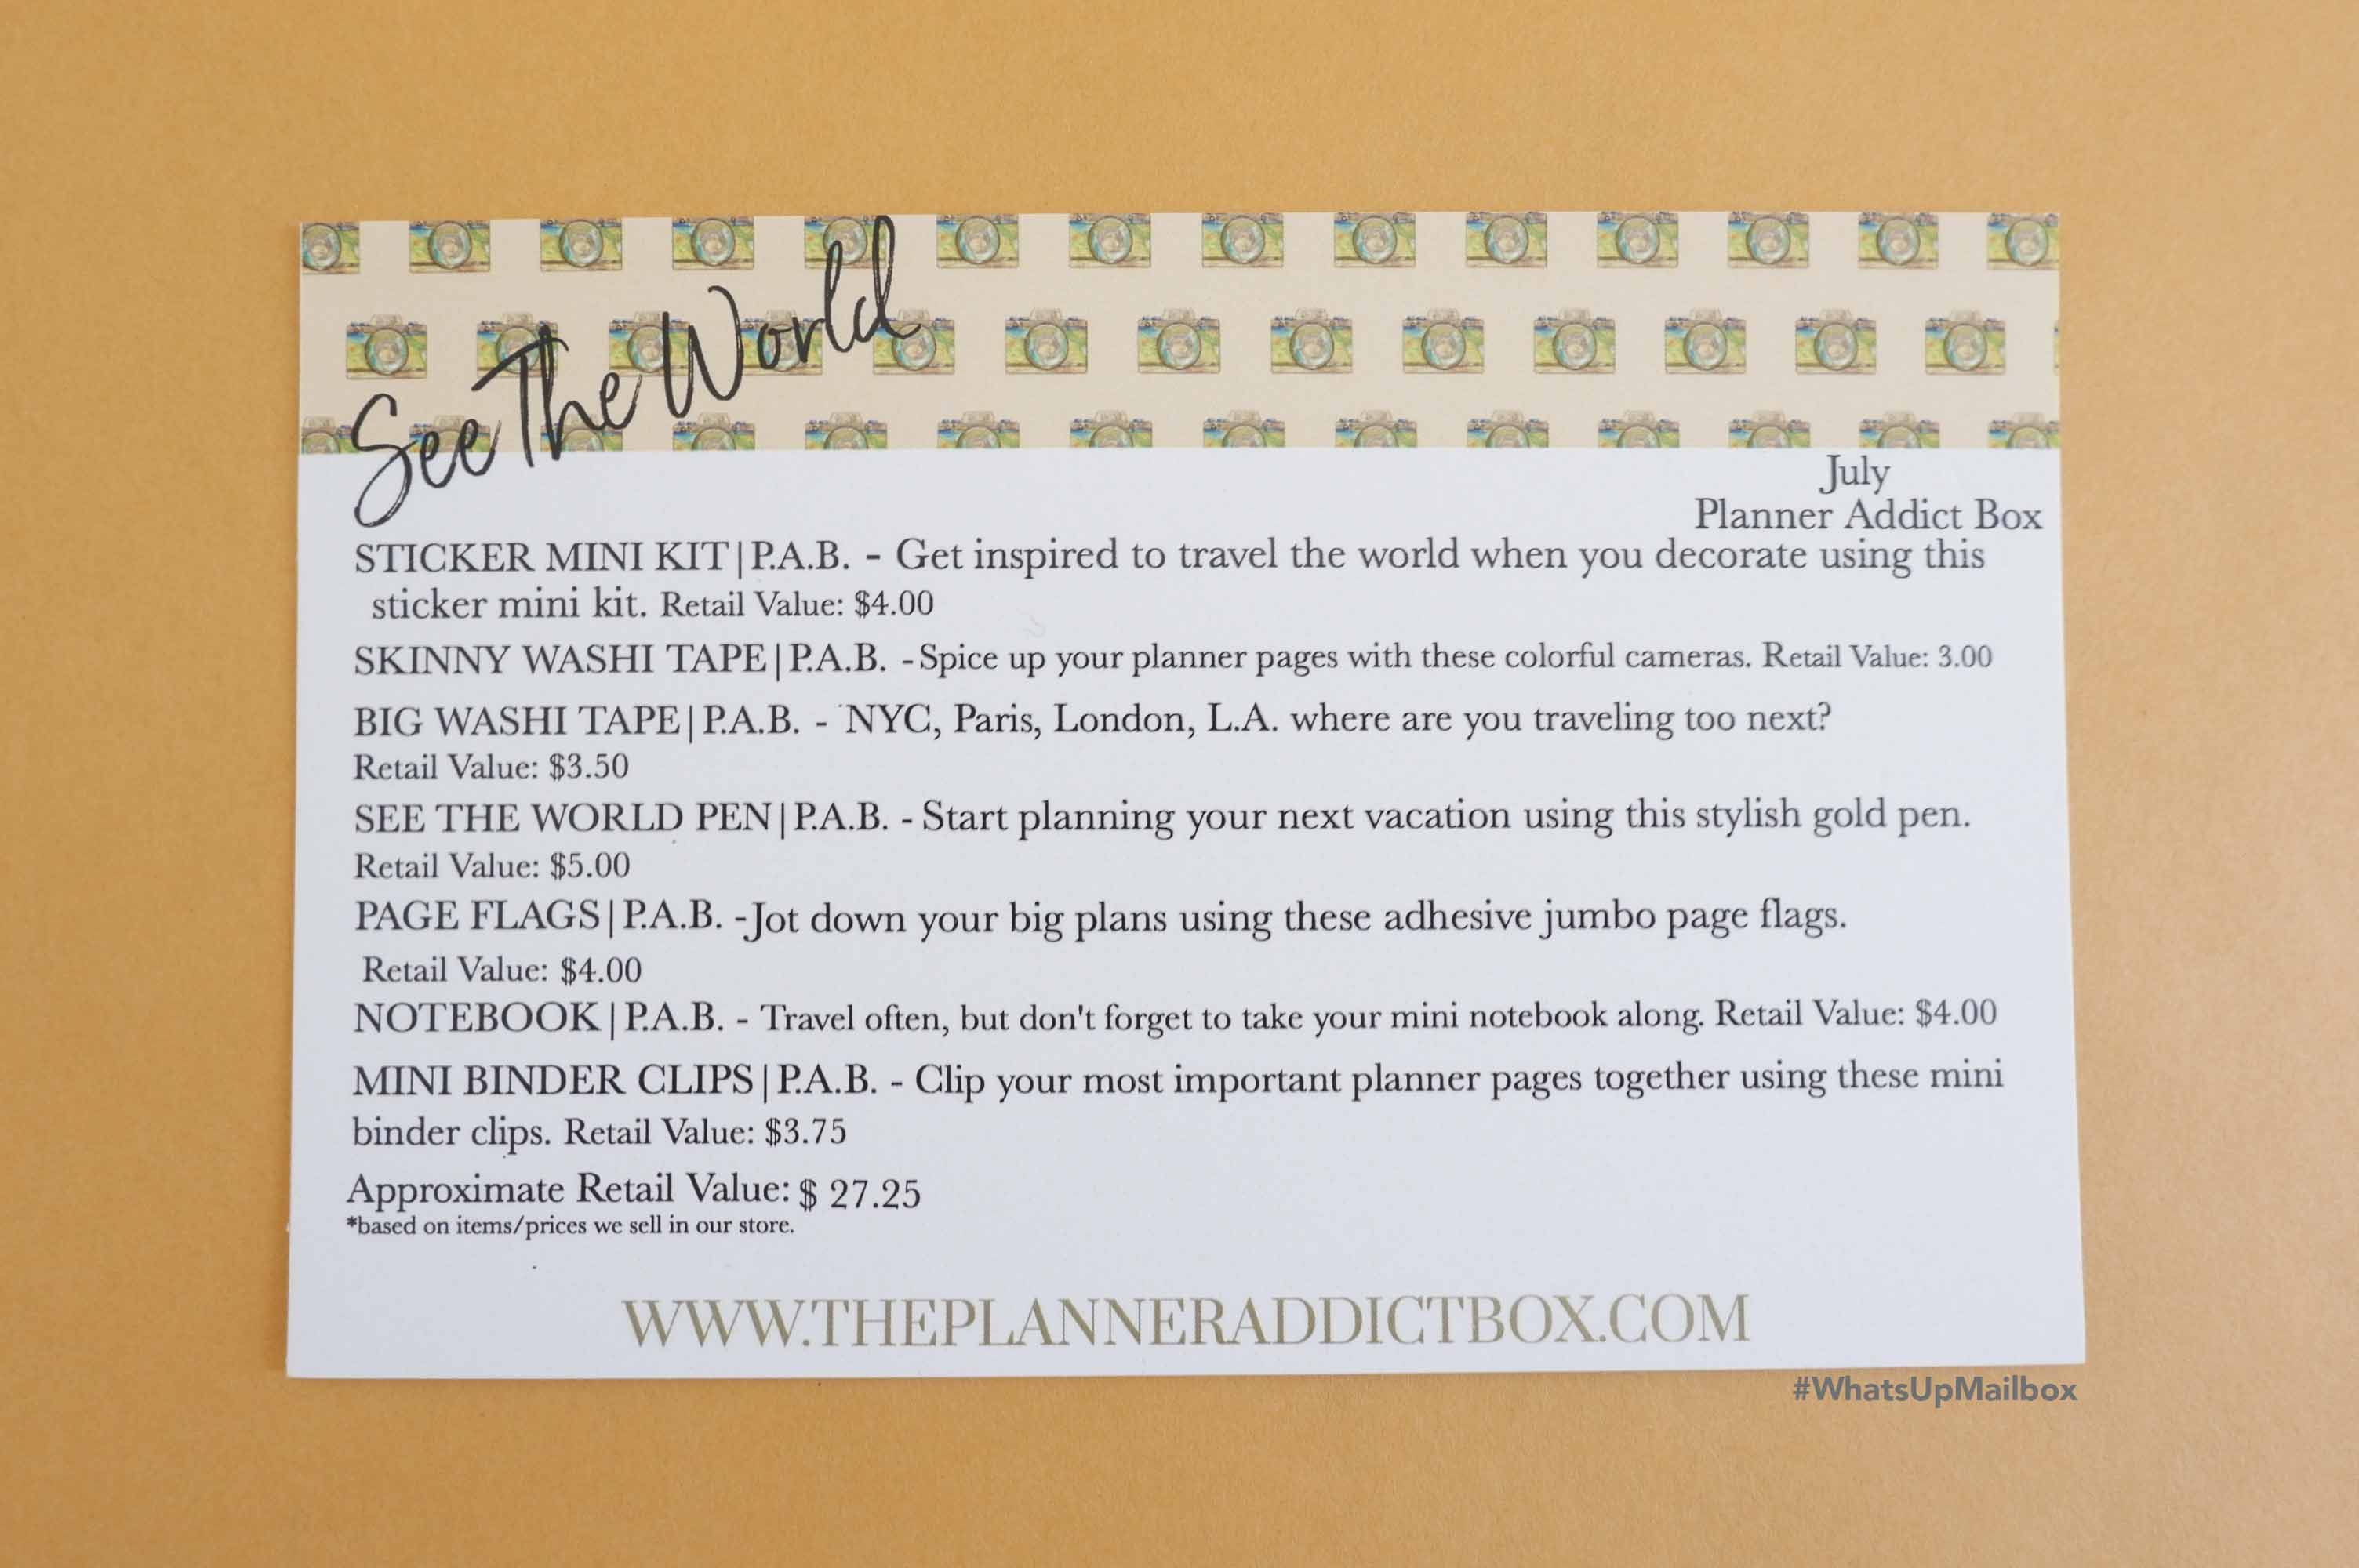 See The World
July
Planner Addict Box
STICKER MINI KIT|P.A.B. - Get inspired to travel the world when you decorate using this
sticker mini kit. Retail Value: $4.00
SKINNY WASHI TAPE|P.A.B. -Spice up your planner pages with these colorful cameras. Retail Value: 3.00
BIG WASHI TAPE|P.A.B. - NYC, Paris, London, L.A. where are you traveling too next?
Retail Value: $3.50
SEE THE WORLD PEN|P.A.B. - Start planning your next vacation using this stylish gold pen.
Retail Value: $5.00
PAGE FLAGS|P.A.B. -Jot down your big plans using these adhesive jumbo page flags.
Retail Value: $4.00
NOTEBOOK|P.A.B. - Travel often, but don't forget to take your mini notebook along. Retail Value: $4.00
MINI BINDER CLIPS|P.A.B. - Clip your most important planner pages together using these mini
binder clips. Retail Value: $3.75
Approximate Retail Value: $ 27.25
*based on items/prices we sell in our store.
WWW.THEPLANNERADDICTBOX.COM
#WhatsUpMailbox